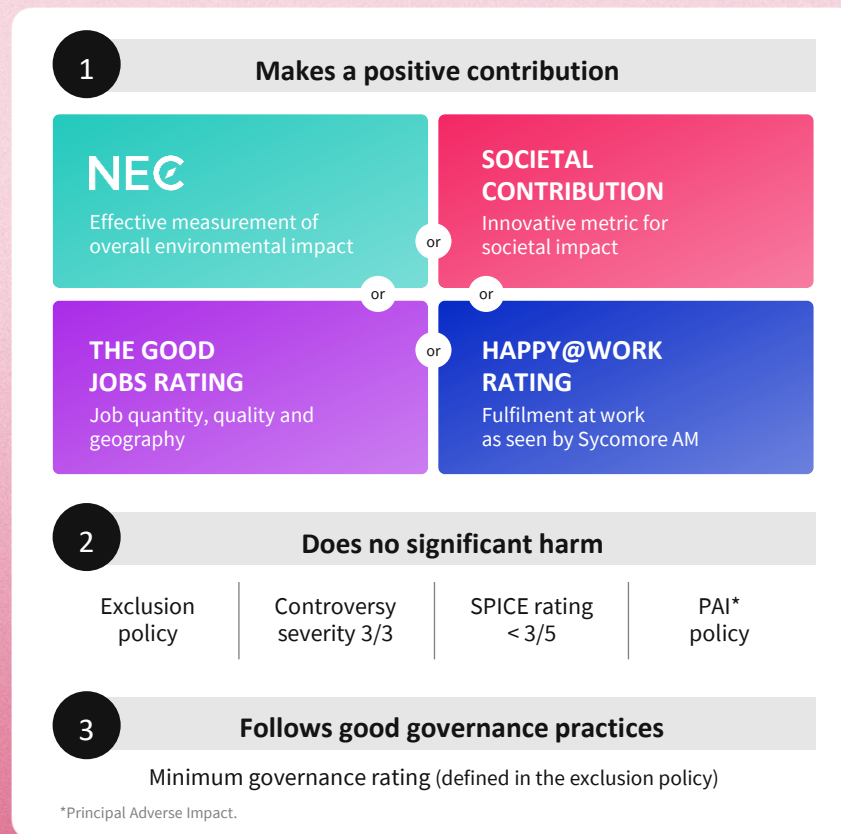 1
Makes a positive contribution
NEC
Effective measurement of
overall environmental impact
or
SOCIETAL
CONTRIBUTION
Innovative metric for
societal impact
or
or
THE GOOD
JOBS RATING
Job quantity, quality and
geography
or
HAPPY@WORK
RATING
Fulfilment at work
as seen by Sycomore AM
2
Does no significant harm
Exclusion
policy
Controversy
severity 3/3
SPICE rating
< 3/5
PAI*
policy
3
Follows good governance practices
Minimum governance rating (defined in the exclusion policy)
*Principal Adverse Impact.